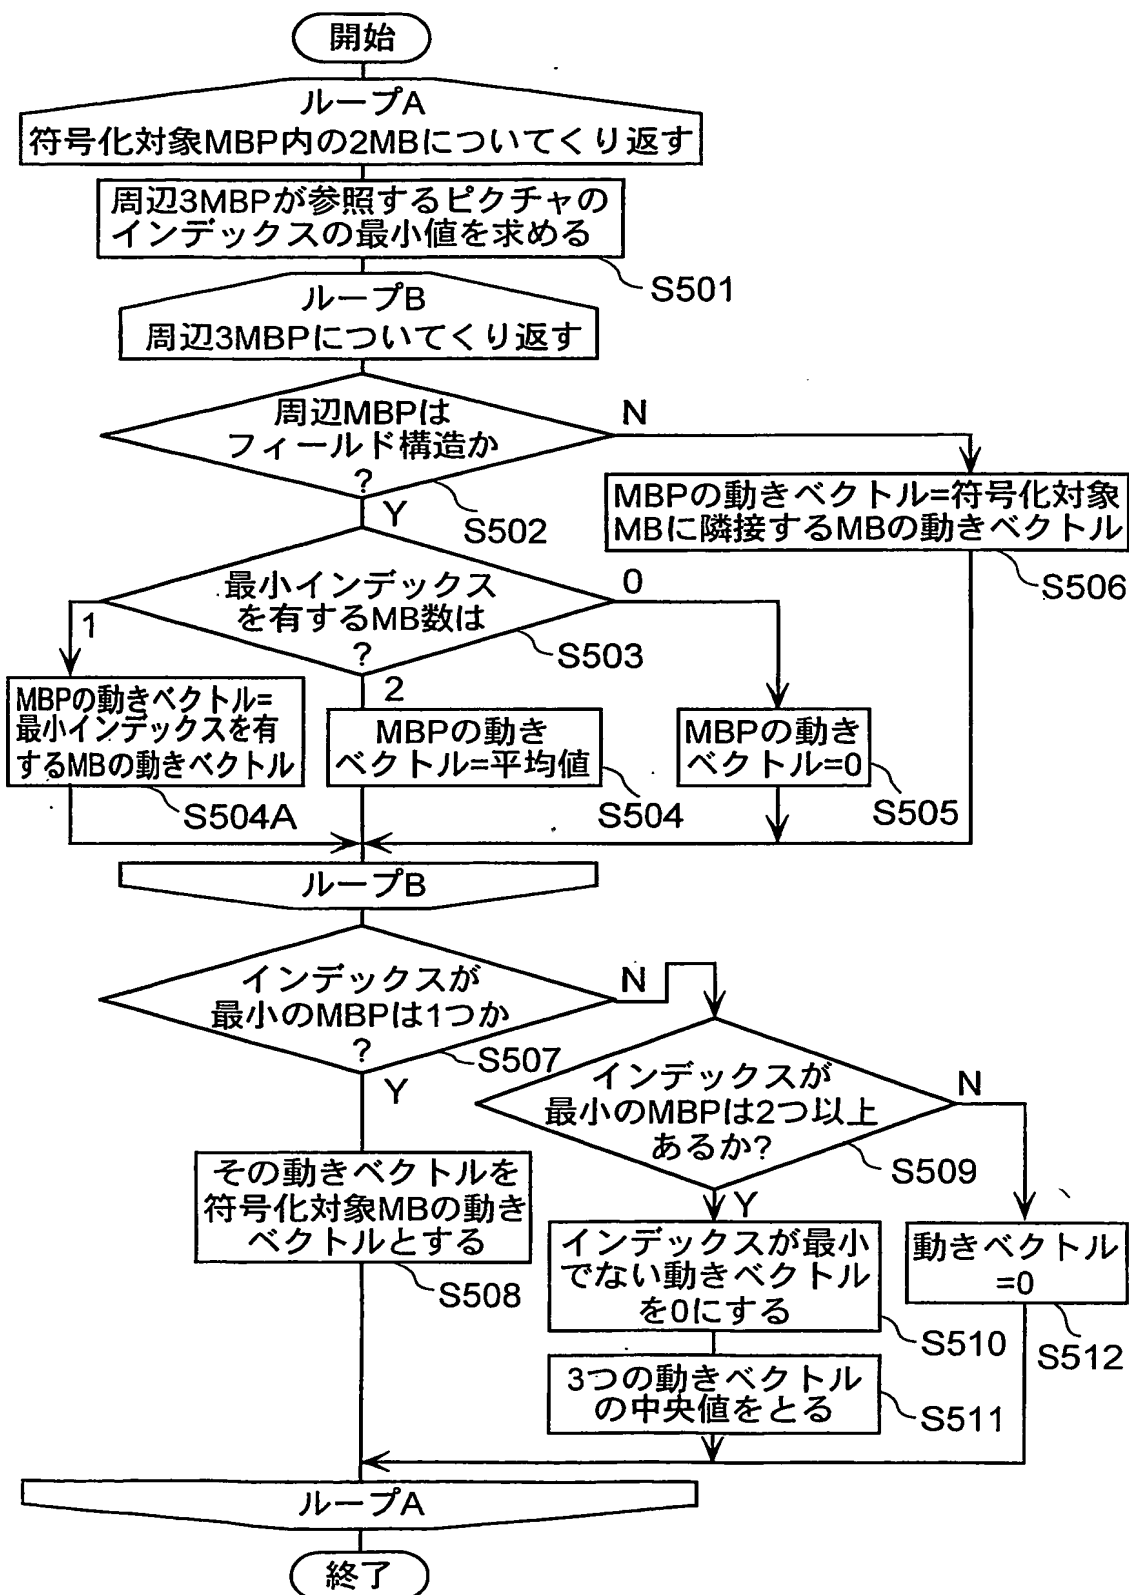 開始
ループA
符号化対象MBP内の2MBについてくり返す
周辺3MBPが参照するピクチャの
インデックスの最小値を求める
S501
ループB
周辺3MBPについてくり返す
周辺MBPは
フィールド構造か
?
N
Y
S502
MBPの動きベクトル=符号化対象
MBに隣接するMBの動きベクトル
S506
最小インデックス
を有するMB数は
?
0
1
2
S503
MBPの動きベクトル=
最小インデックスを有
するMBの動きベクトル
S504A
MBPの動き
ベクトル=平均値
S504
MBPの動き
ベクトル=0
S505
ループB
インデックスが
最小のMBPは1つか
?
N
S507
Y
インデックスが
最小のMBPは2つ以上
あるか?
N
S509
Y
その動きベクトルを
符号化対象MBの動き
ベクトルとする
S508
インデックスが最小
でない動きベクトル
を0にする
S510
動きベクトル
=0
S512
3つの動きベクトル
の中央値をとる
S511
ループA
終了